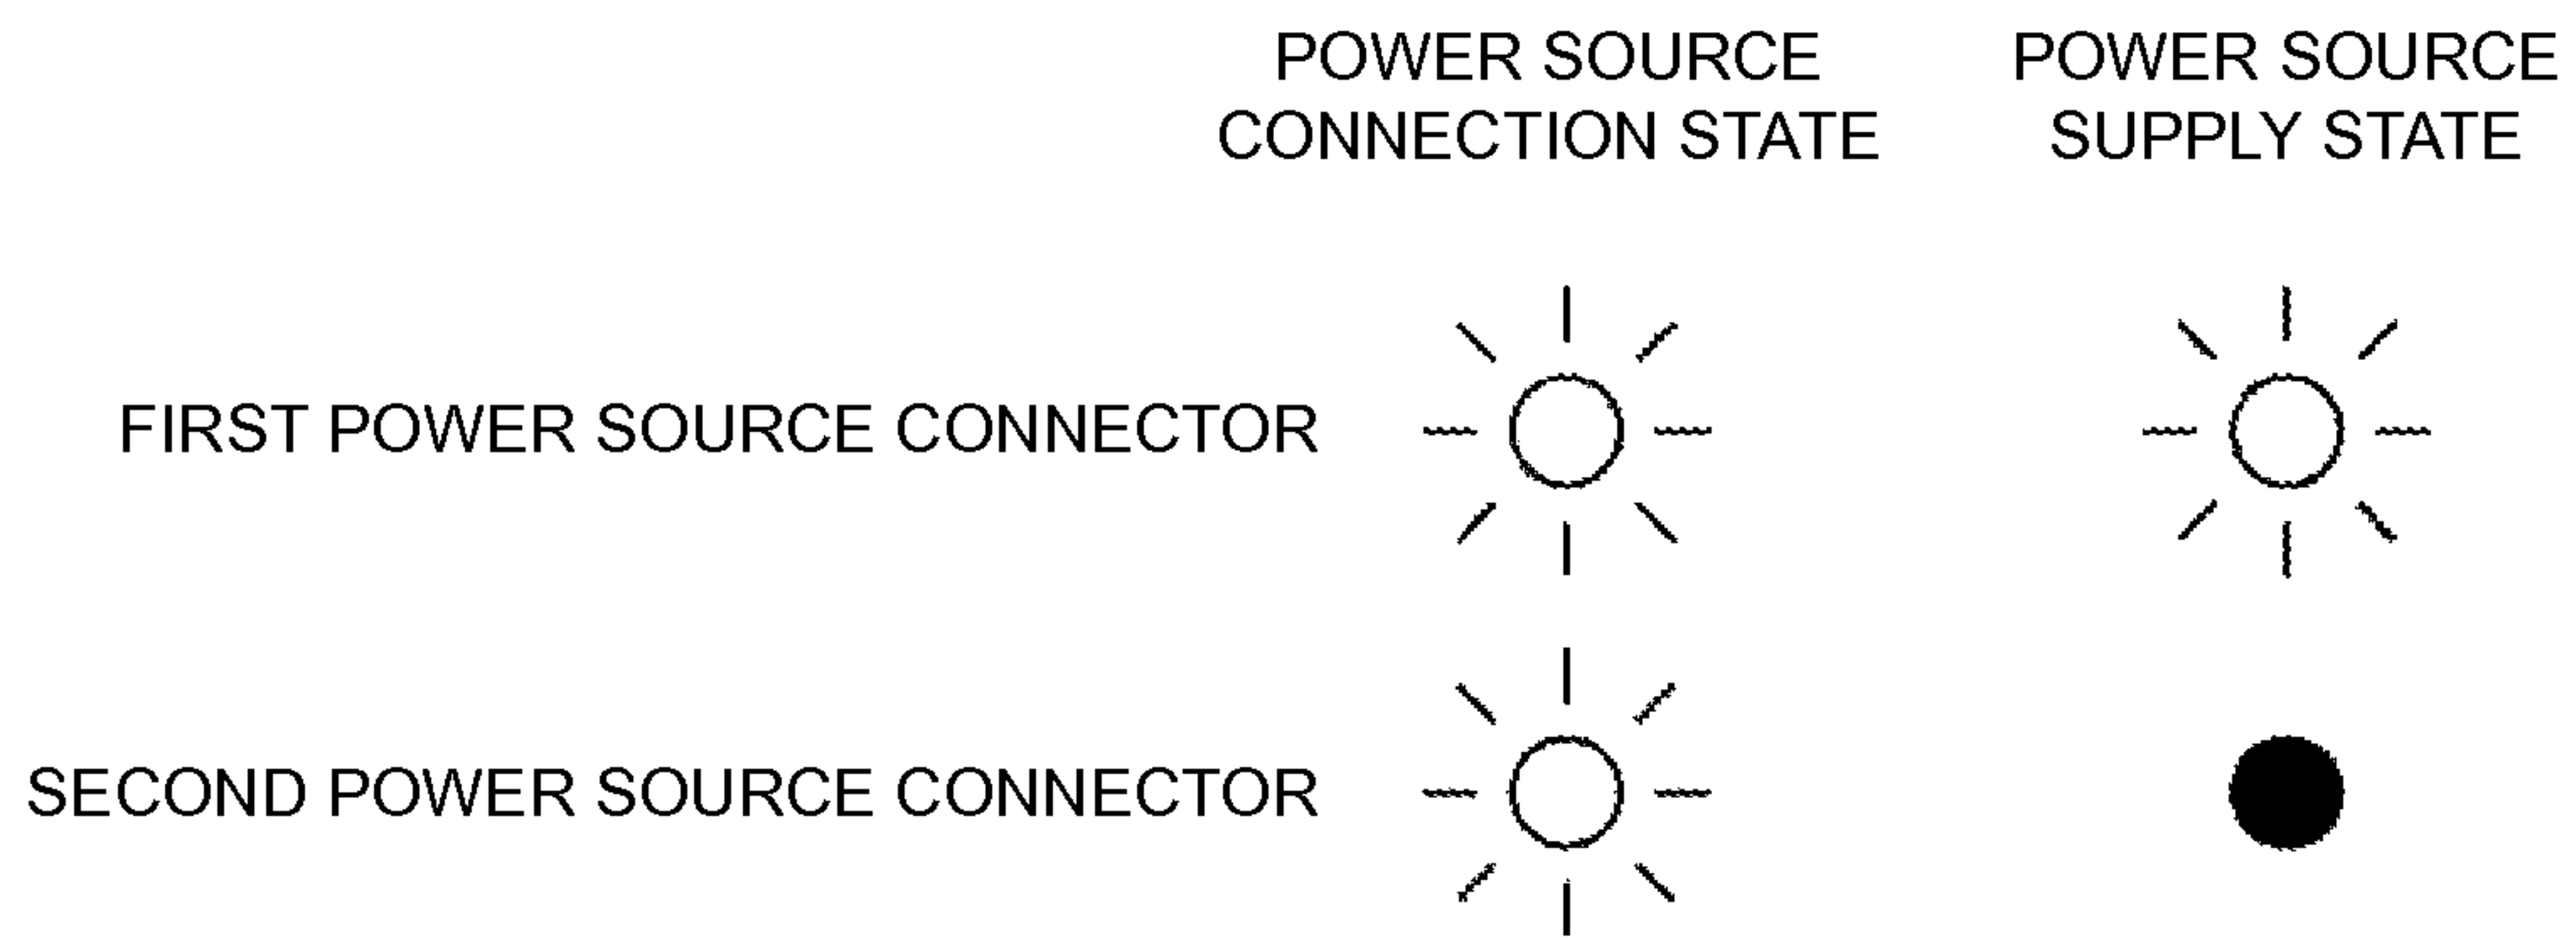 POWER SOURCE
CONNECTION STATE
POWER SOURCE
SUPPLY STATE
FIRST POWER SOURCE CONNECTOR
SECOND POWER SOURCE CONNECTOR